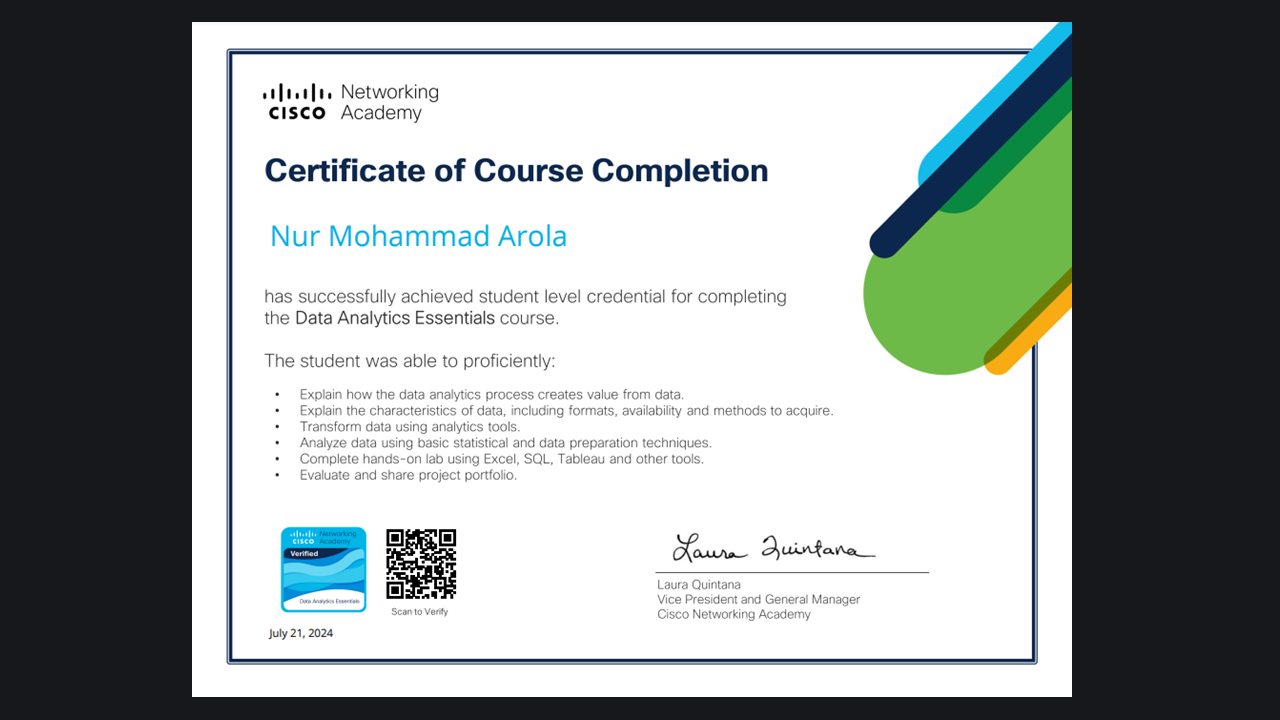 CISCO
Networking
Academy
Certificate of Course Completion
Nur Mohammad Arola
has successfully achieved student level credential for completing
the Data Analytics Essentials course.
The student was able to proficiently:
• Explain how the data analytics process creates value from data.
• Explain the characteristics of data, including formats, availability and methods to acquire.
• Transform data using analytics tools.
• Analyze data using basic statistical and data preparation techniques.
• Complete hands-on lab using Excel, SQL, Tableau and other tools.
• Evaluate and share project portfolio.
CISCO
Networking
Academy
Verified
Data Analytics Essentials
Scan to Verify
July 21, 2024
Laura Quintana
Laura Quintana
Vice President and General Manager
Cisco Networking Academy